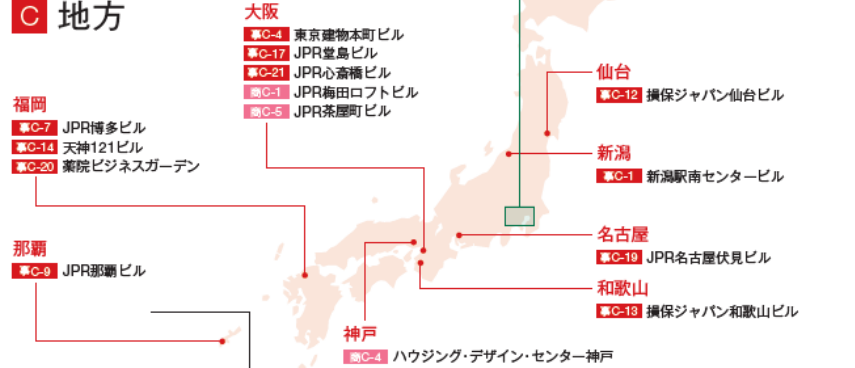 C 地方
大阪
事C-4 東京建物本町ビル
事C-17 JPR堂島ビル
事C-21 JPR心斎橋ビル
商C-1 JPR梅田ロフトビル
商C-5 JPR茶屋町ビル
福岡
事C-7 JPR博多ビル
事C-14 天神121ビル
事C-20 薬院ビジネスガーデン
那覇
事C-9 JPR那覇ビル
仙台
事C-12 損保ジャパン仙台ビル
新潟
事C-1 新潟駅南センタービル
名古屋
事C-19 JPR名古屋伏見ビル
和歌山
事C-13 損保ジャパン和歌山ビル
神戸
商C-4 ハウジング・デザイン・センター神戸